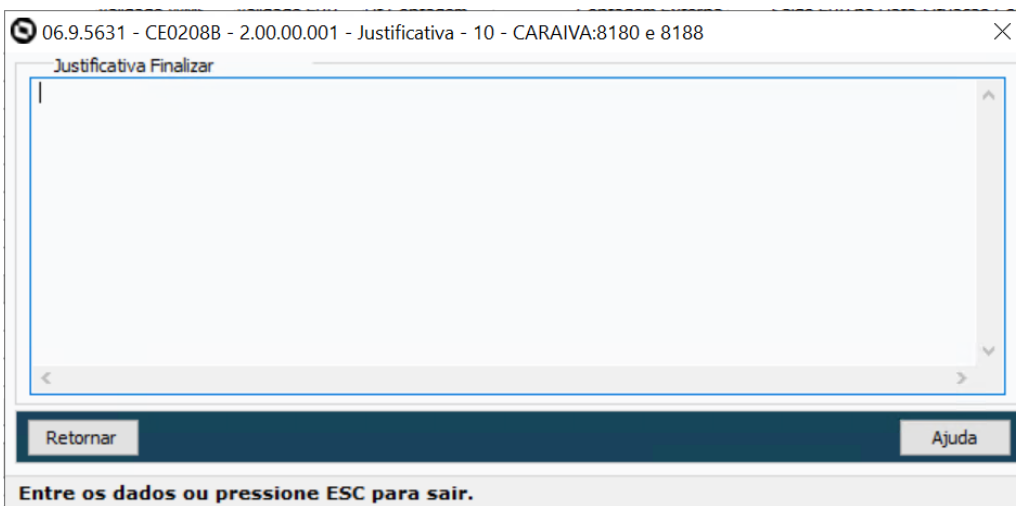 06.9.5631 - CE0208B - 2.00.00.001 - Justificativa - 10 - CARAIVA:8180 e 8188
Justificativa Finalizar
Retornar
Ajuda
Entre os dados ou pressione ESC para sair.